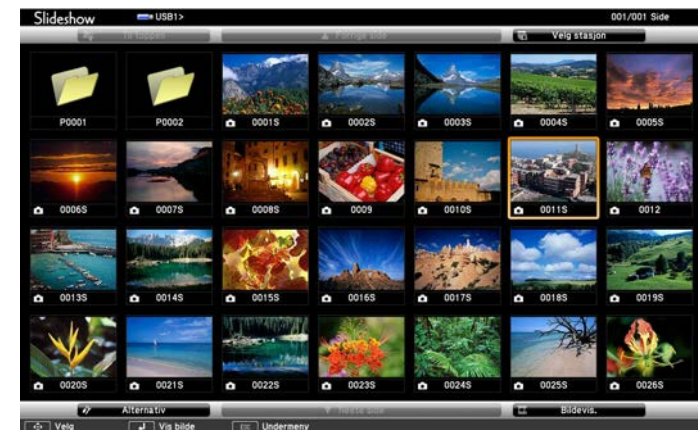 Slideshow USB1> 001/001 Side
Til toppen Forrige side Velg stasjon
P0001 P0002 0001S 0002S 0003S 0004S 0005S
0006S 0007S 0008S 0009 0010S 0011S 0012
0013S 0014S 0015S 0016S 0017S 0018S 0019S
0020S 0021S 0022S 0023S 0024S 0025S 0026S
Alternativ Neste side Bildevis.
Velg Vis bilde Esc Undermeny